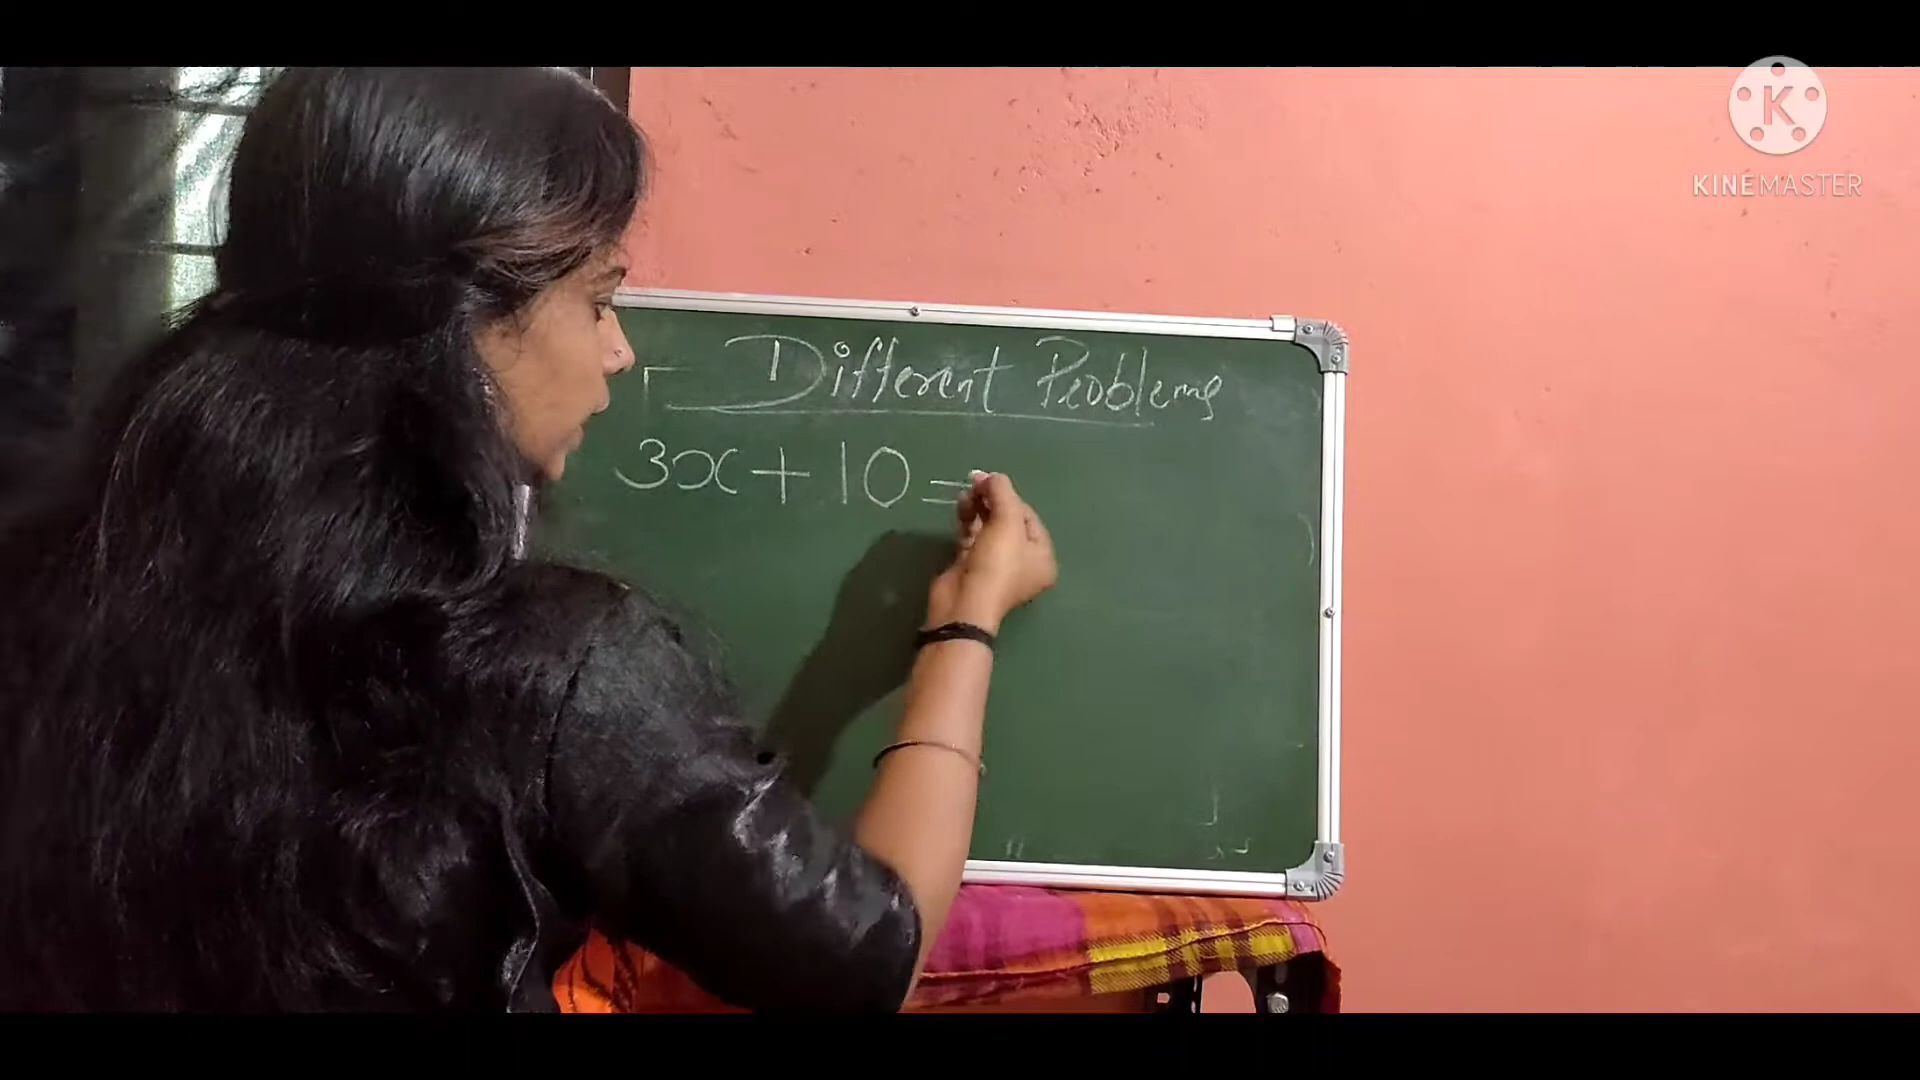 K
KINEMASTER
Different Problems
3x + 10 =